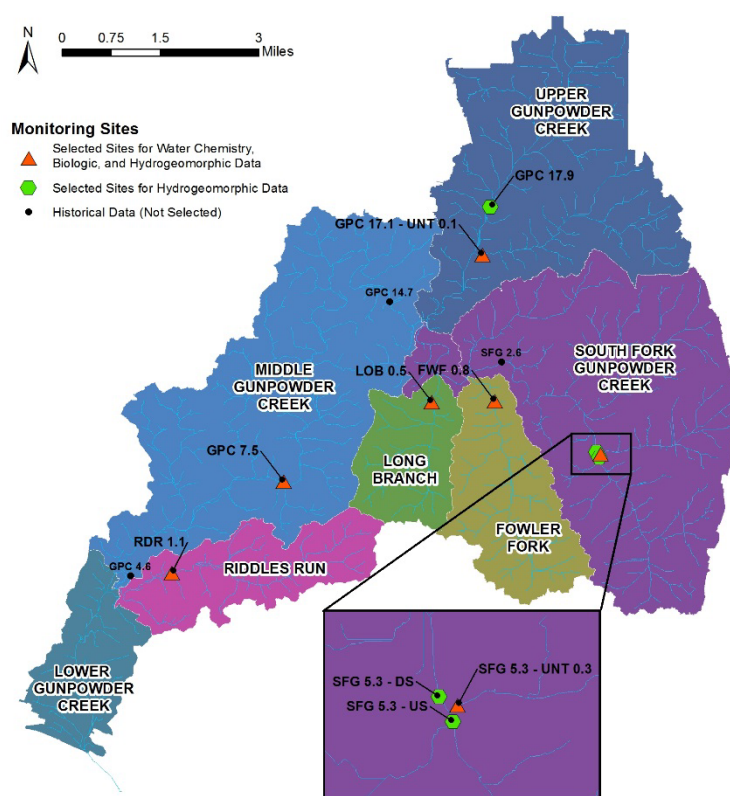 N
0 0.75 1.5 3
Miles
Monitoring Sites
Selected Sites for Water Chemistry,
Biologic, and Hydrogeomorphic Data
Selected Sites for Hydrogeomorphic Data
Historical Data (Not Selected)
UPPER
GUNPOWDER
CREEK
GPC 17.9
GPC 17.1 - UNT 0.1
GPC 14.7
SFG 2.6
SOUTH FORK
GUNPOWDER
CREEK
MIDDLE
GUNPOWDER
CREEK
LOB 0.5
FWF 0.8
GPC 7.5
LONG
BRANCH
FOWLER
FORK
RDR 1.1
GPC 4.6
RIDDLES RUN
LOWER
GUNPOWDER
CREEK
SFG 5.3 - DS
SFG 5.3 - UNT 0.3
SFG 5.3 - US